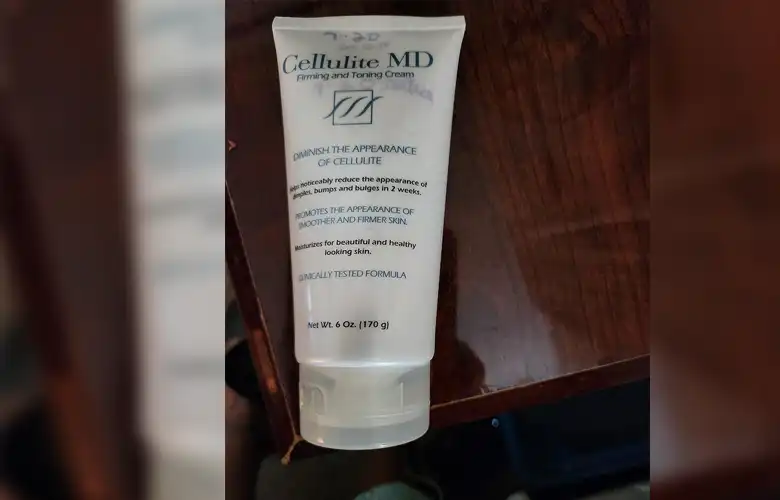 Cellulite MD
Firming and Toning Cream
DIMINISH THE APPEARANCE
OF CELLULITE
noticeably reduce the appearance of
dimples, bumps and bulges in 2 weeks.
PROMOTES THE APPEARANCE OF
SMOOTHER AND FIRMER SKIN.
Moisturizes for beautiful and healthy
looking skin.
CLINICALLY TESTED FORMULA
Net Wt. 6 Oz. (170 g)